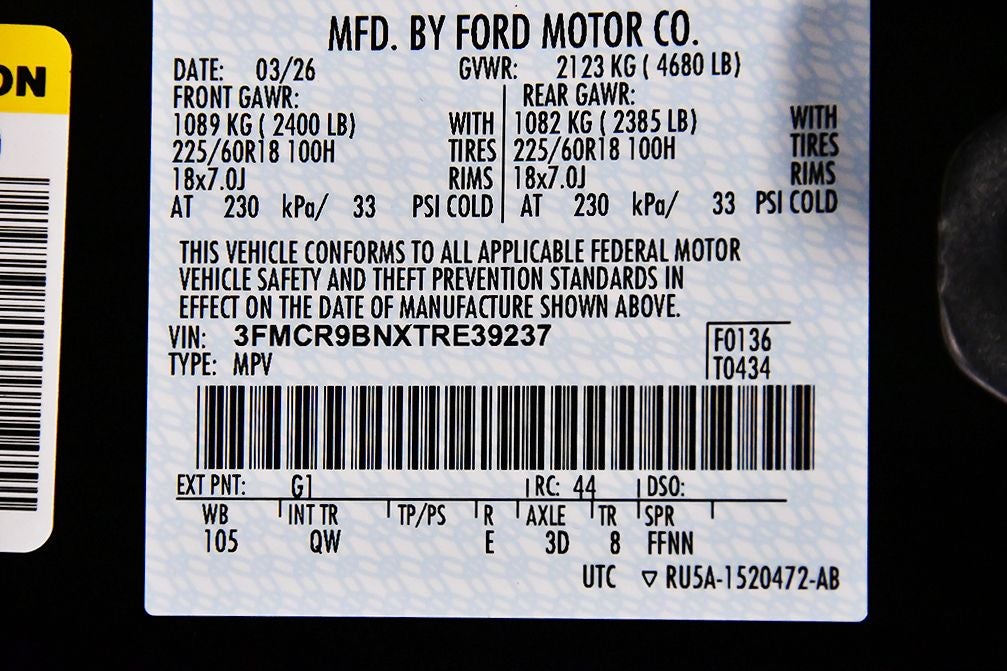 ON
MFD. BY FORD MOTOR CO.
DATE: 03/26 GVWR: 2123 KG ( 4680 LB)
FRONT GAWR: REAR GAWR:
1089 KG ( 2400 LB) WITH 1082 KG ( 2385 LB) WITH
225/60R18 100H TIRES 225/60R18 100H TIRES
18x7.0J RIMS 18x7.0J RIMS
AT 230 kPa/ 33 PSI COLD AT 230 kPa/ 33 PSI COLD
THIS VEHICLE CONFORMS TO ALL APPLICABLE FEDERAL MOTOR
VEHICLE SAFETY AND THEFT PREVENTION STANDARDS IN
EFFECT ON THE DATE OF MANUFACTURE SHOWN ABOVE.
VIN: 3FMCR9BNXTRE39237 F0136
TYPE: MPV T0434
EXT PNT: G1 RC: 44 DSO:
WB INT TR TP/PS R AXLE TR SPR
105 QW E 3D 8 FFNN
UTC ▽ RU5A-1520472-AB